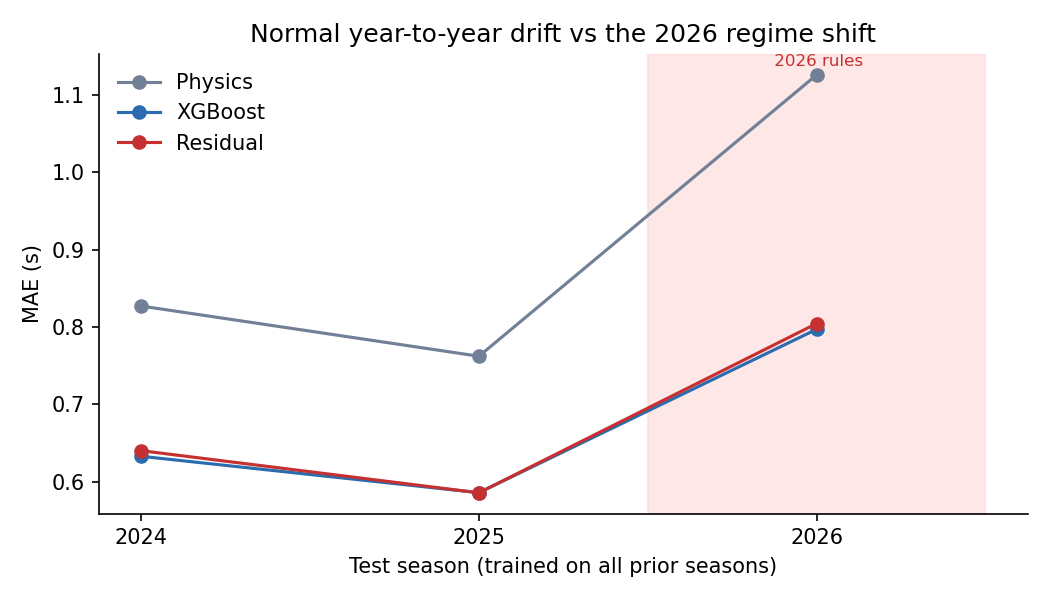 Normal year-to-year drift vs the 2026 regime shift
2026 rules
Physics
XGBoost
Residual
MAE (s)
1.1
1.0
0.9
0.8
0.7
0.6
2024
2025
2026
Test season (trained on all prior seasons)